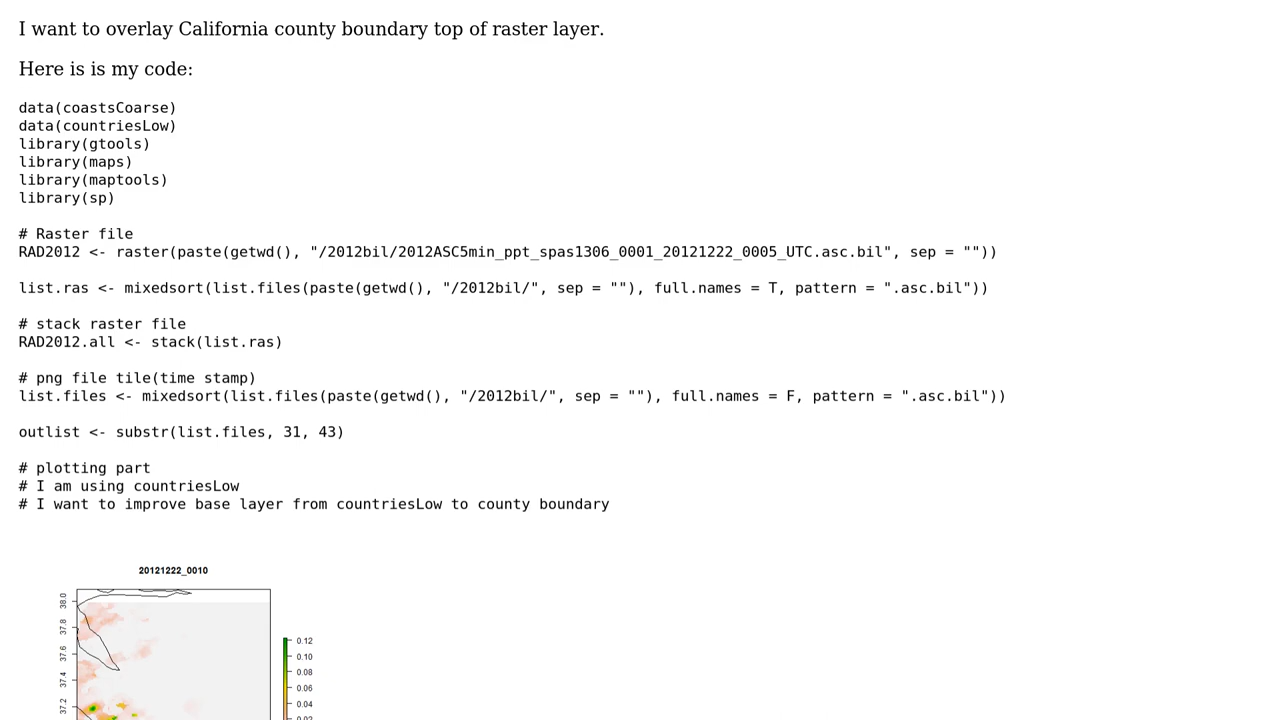 I want to overlay California county boundary top of raster layer.
Here is is my code:
data(coastsCoarse)
data(countriesLow)
library(gtools)
library(maps)
library(maptools)
library(sp)
# Raster file
RAD2012 <- raster(paste(getwd(), "/2012bil/2012ASC5min_ppt_spas1306_0001_20121222_0005_UTC.asc.bil", sep = ""))
list.ras <- mixedsort(list.files(paste(getwd(), "/2012bil/", sep = ""), full.names = T, pattern = ".asc.bil"))
# stack raster file
RAD2012.all <- stack(list.ras)
# png file tile(time stamp)
list.files <- mixedsort(list.files(paste(getwd(), "/2012bil/", sep = ""), full.names = F, pattern = ".asc.bil"))
outlist <- substr(list.files, 31, 43)
# plotting part
# I am using countriesLow
# I want to improve base layer from countriesLow to county boundary
20121222_0010
38.0
37.8
37.6
37.4
37.2
0.12
0.10
0.08
0.06
0.04
0.02